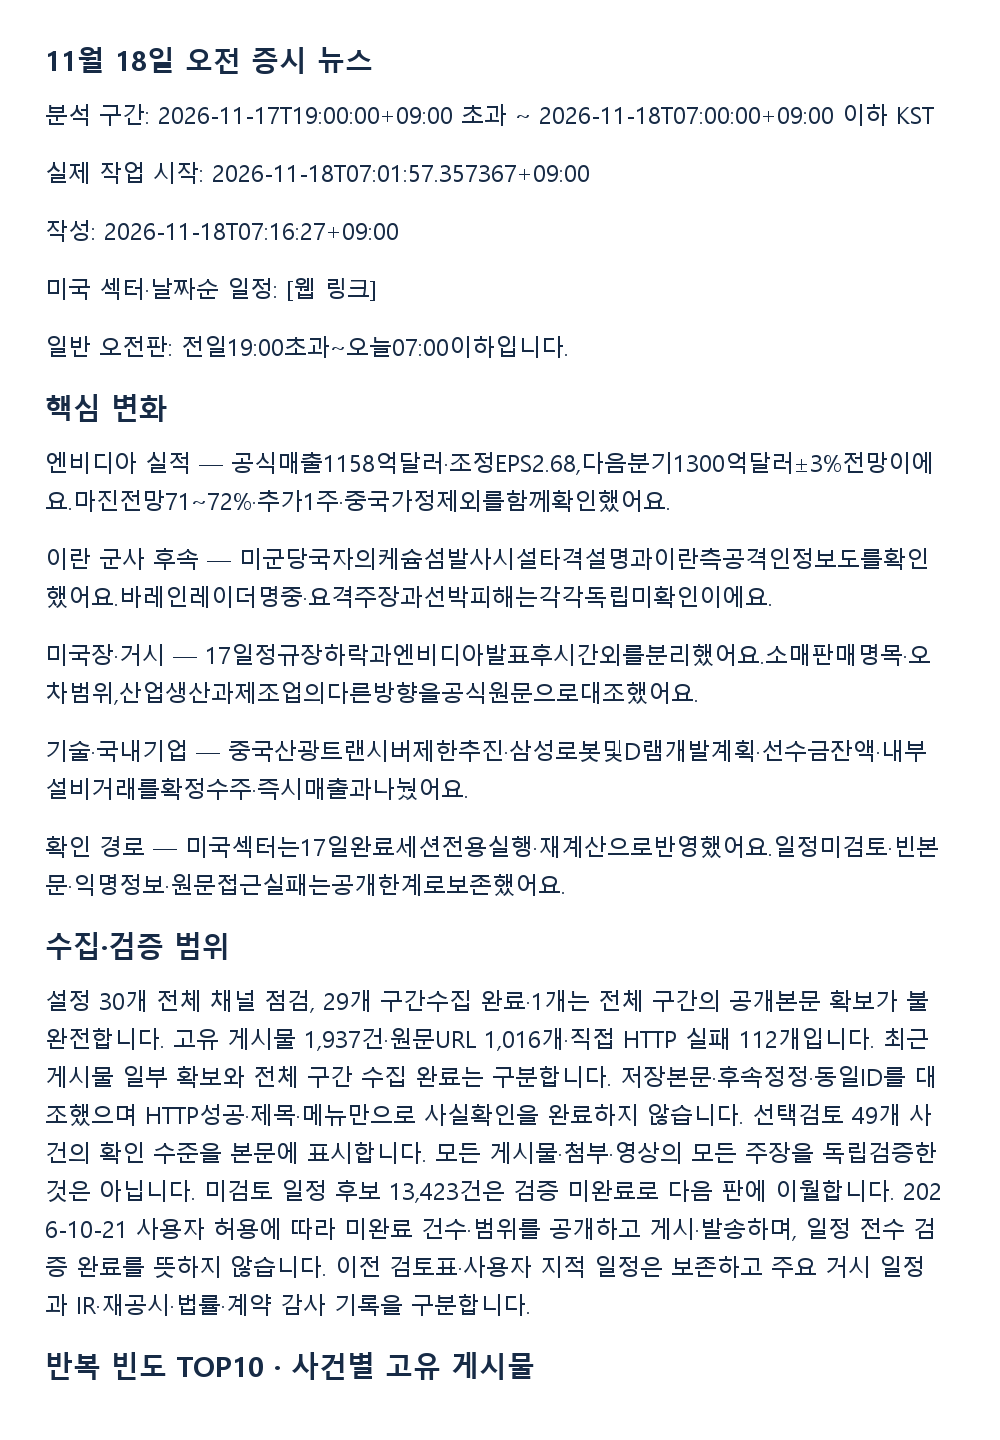 11월 18일 오전 증시 뉴스
분석 구간: 2026-11-17T19:00:00+09:00 초과 ~ 2026-11-18T07:00:00+09:00 이하 KST
실제 작업 시작: 2026-11-18T07:01:57.357367+09:00
작성: 2026-11-18T07:16:27+09:00
미국 섹터·날짜순 일정: [웹 링크]
일반 오전판: 전일19:00초과~오늘07:00이하입니다.
핵심 변화
엔비디아 실적 — 공식매출1158억달러·조정EPS2.68,다음분기1300억달러±3%전망이에
요.마진전망71~72%·추가1주·중국가정제외를함께확인했어요.
이란 군사 후속 — 미군당국자의케슘섬발사시설타격설명과이란측공격인정보도를확인
했어요.바레인레이더명중·요격주장과선박피해는각각독립미확인이에요.
미국장·거시 — 17일정규장하락과엔비디아발표후시간외를분리했어요.소매판매명목·오
차범위,산업생산과제조업의다른방향을공식원문으로대조했어요.
기술·국내기업 — 중국산광트랜시버제한추진·삼성로봇및D램개발계획·선수금잔액·내부
설비거래를확정수주·즉시매출과나눴어요.
확인 경로 — 미국섹터는17일완료세션전용실행·재계산으로반영했어요.일정미검토·빈본
문·익명정보·원문접근실패는공개한계로보존했어요.
수집·검증 범위
설정 30개 전체 채널 점검, 29개 구간수집 완료·1개는 전체 구간의 공개본문 확보가 불
완전합니다. 고유 게시물 1,937건·원문URL 1,016개·직접 HTTP 실패 112개입니다. 최근
게시물 일부 확보와 전체 구간 수집 완료는 구분합니다. 저장본문·후속정정·동일ID를 대
조했으며 HTTP성공·제목·메뉴만으로 사실확인을 완료하지 않습니다. 선택검토 49개 사
건의 확인 수준을 본문에 표시합니다. 모든 게시물·첨부·영상의 모든 주장을 독립검증한
것은 아닙니다. 미검토 일정 후보 13,423건은 검증 미완료로 다음 판에 이월합니다. 202
6-10-21 사용자 허용에 따라 미완료 건수·범위를 공개하고 게시·발송하며, 일정 전수 검
증 완료를 뜻하지 않습니다. 이전 검토표·사용자 지적 일정은 보존하고 주요 거시 일정
과 IR·재공시·법률·계약 감사 기록을 구분합니다.
반복 빈도 TOP10 · 사건별 고유 게시물